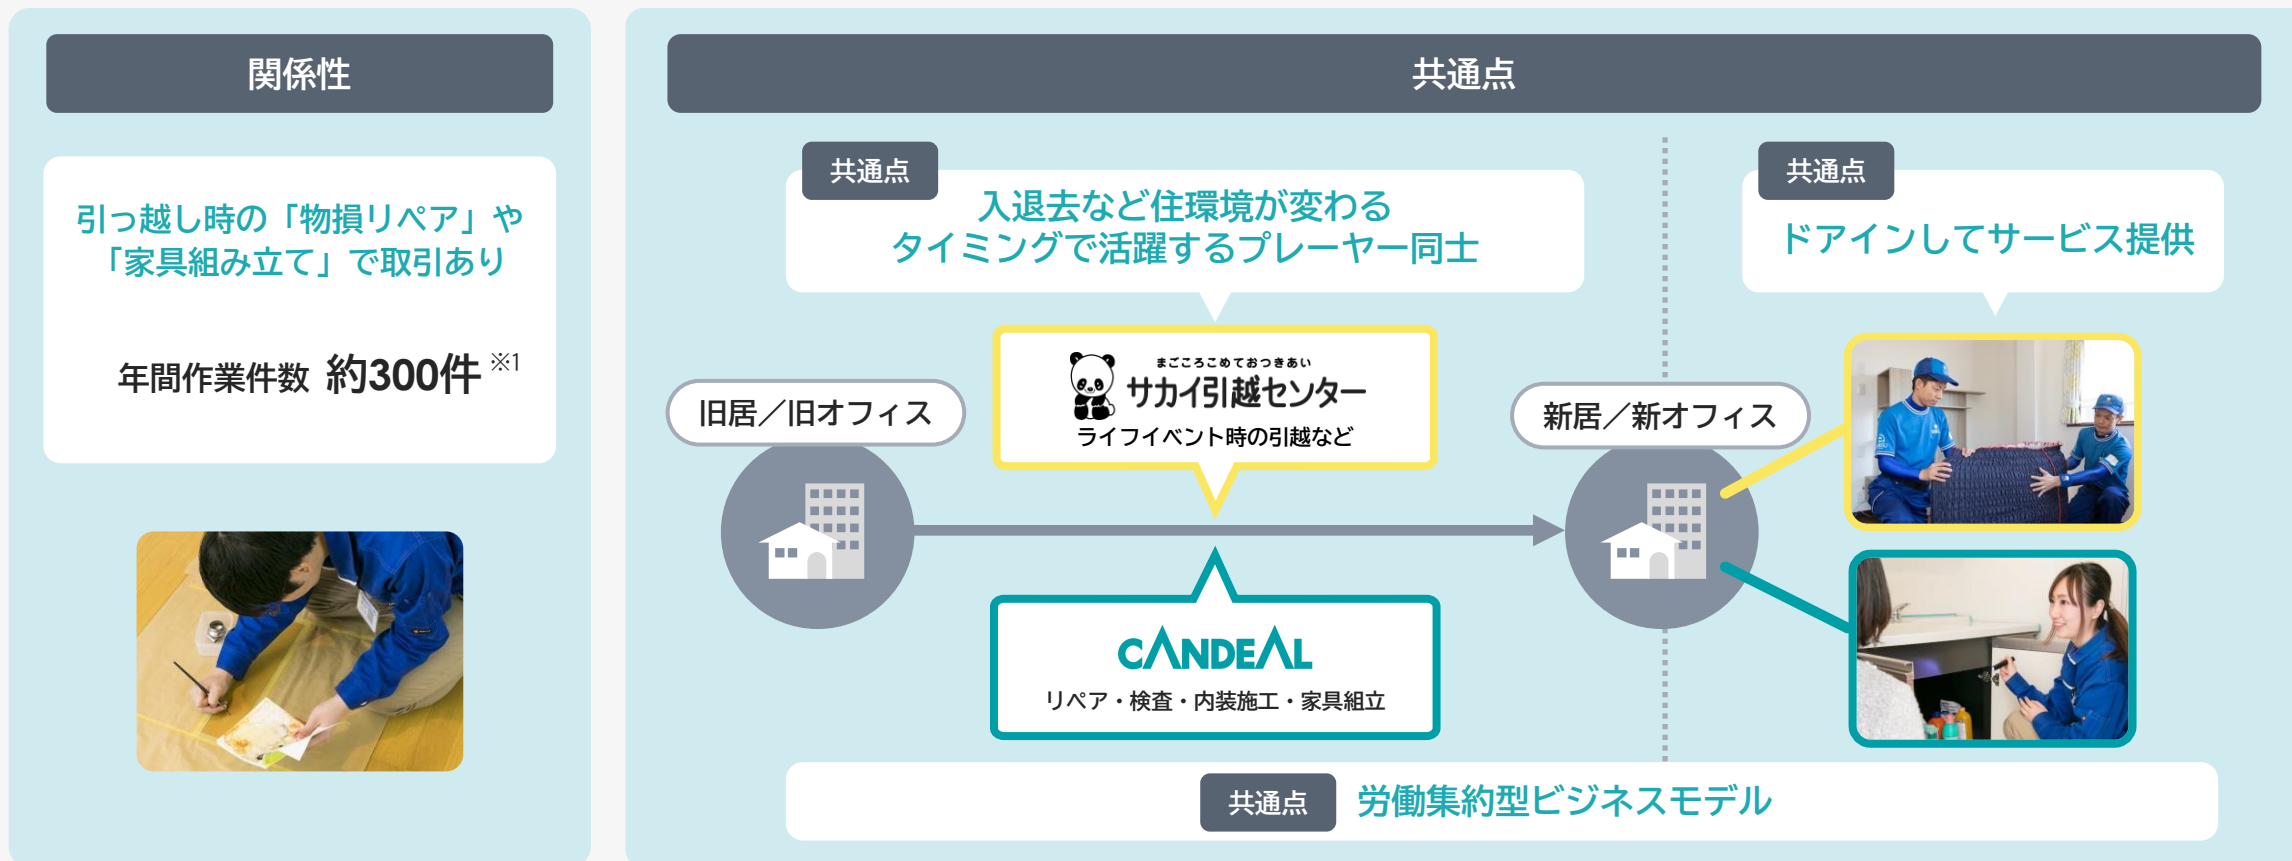 関係性
引っ越し時の「物損リペア」や
「家具組み立て」で取引あり
年間作業件数 約300件 ※1
共通点
共通点
入退去など住環境が変わる
タイミングで活躍するプレーヤー同士
共通点
ドアインしてサービス提供
まごころこめておつきあい
サカイ引越センター
ライフイベント時の引越など
旧居／旧オフィス
新居／新オフィス
CANDEAL
リペア・検査・内装施工・家具組立
共通点 労働集約型ビジネスモデル